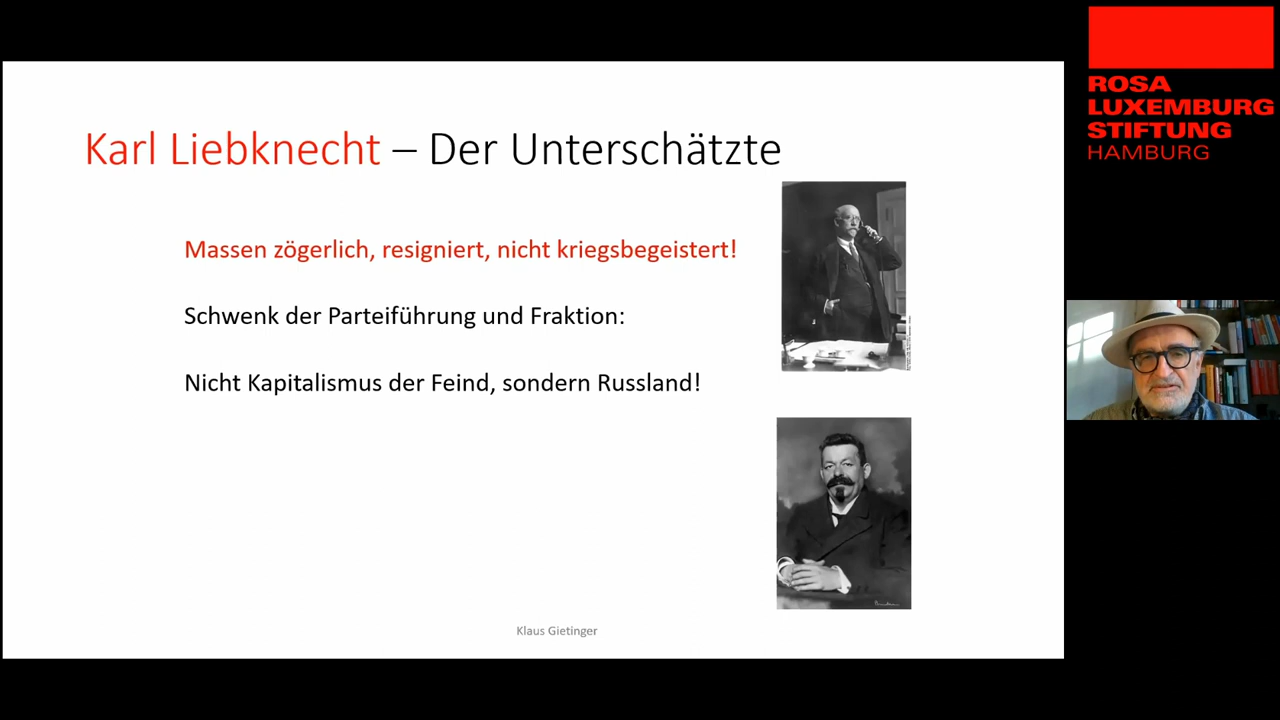 Karl Liebknecht – Der Unterschätzte
Massen zögerlich, resigniert, nicht kriegsbegeistert!
Schwenk der Parteiführung und Fraktion:
Nicht Kapitalismus der Feind, sondern Russland!
Klaus Gietinger
ROSA
LUXEMBURG
STIFTUNG
HAMBURG